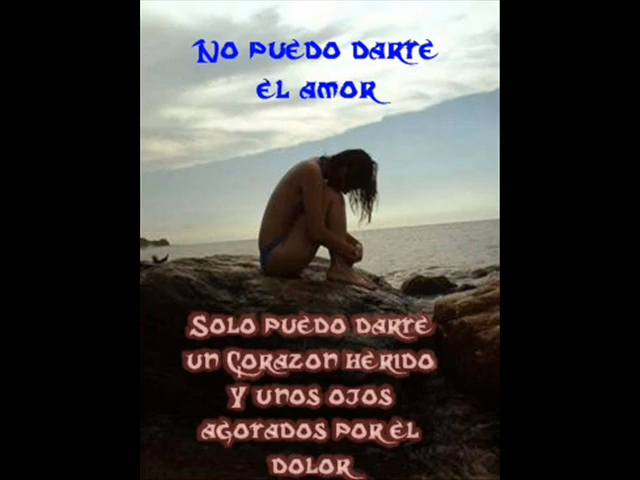 No puedo darte
el amor
Solo puedo darte
un Corazon herido
Y unos ojos
agotados por el
dolor